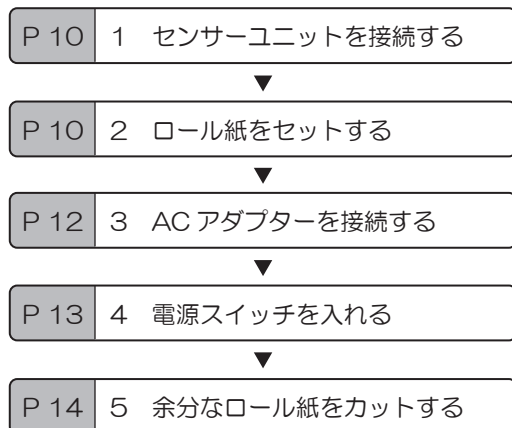 P 10 1 センサーユニットを接続する
▼
P 10 2 ロール紙をセットする
▼
P 12 3 AC アダプターを接続する
▼
P 13 4 電源スイッチを入れる
▼
P 14 5 余分なロール紙をカットする